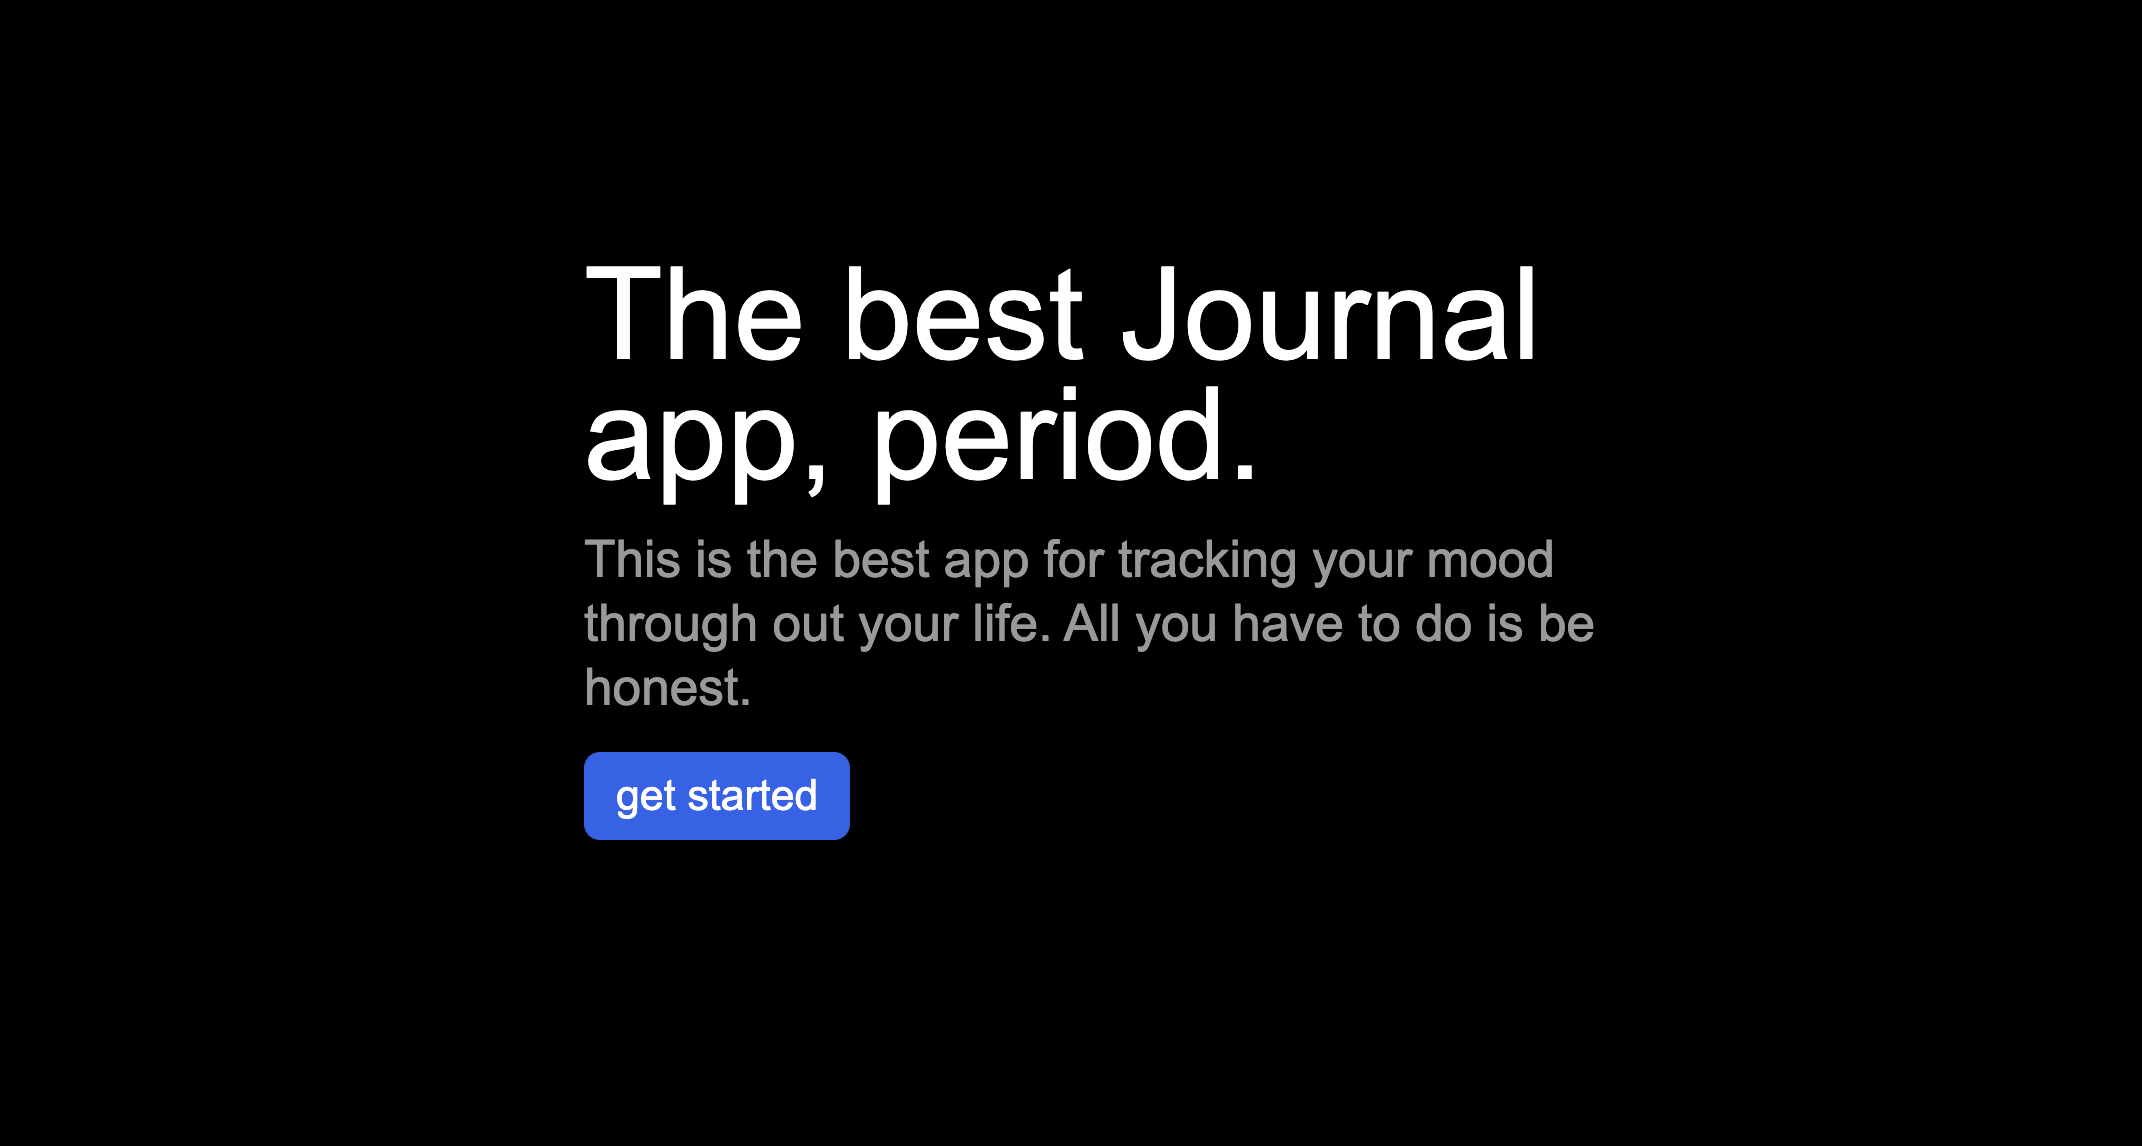 The best Journal
app, period.
This is the best app for tracking your mood
through out your life. All you have to do is be
honest.
get started